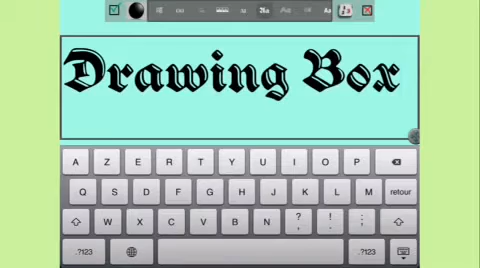 Drawing Box
A Z E R T Y U I O P
Q S D F G H J K L M retour
W X C V B N ? , ! . : ;
.?123 .?123